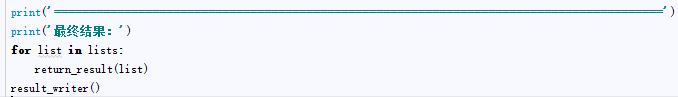 print('==========================================================================================')
print('最终结果：')
for list in lists:
    return_result(list)
result_writer()